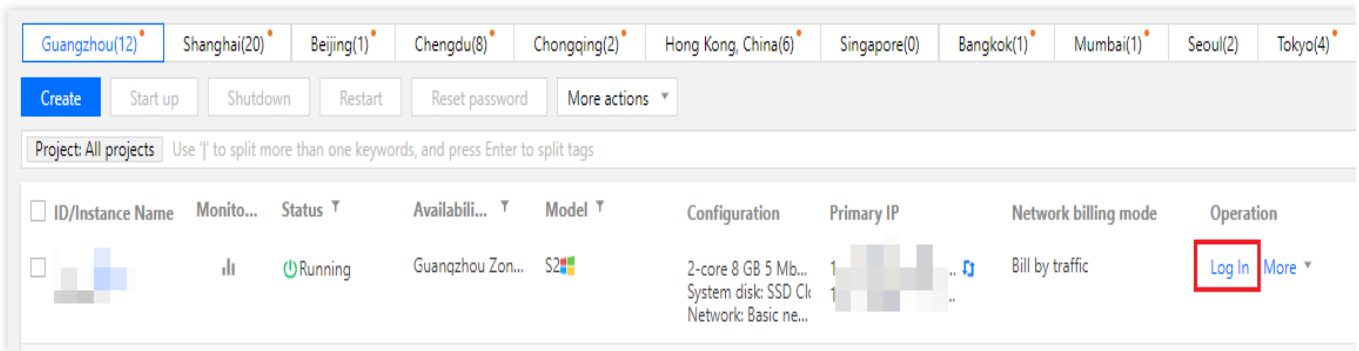 Guangzhou(12) Shanghai(20) Beijing(1) Chengdu(8) Chongqing(2) Hong Kong, China(6) Singapore(0) Bangkok(1) Mumbai(1) Seoul(2) Tokyo(4)
Create Start up Shutdown Restart Reset password More actions
Project: All projects Use '|' to split more than one keywords, and press Enter to split tags
ID/Instance Name Monito... Status Availabili... Model Configuration Primary IP Network billing mode Operation
Running Guangzhou Zon... S2 2-core 8 GB 5 Mb... 1 .. Bill by traffic Log In More
System disk: SSD Clo 1 ..
Network: Basic ne...